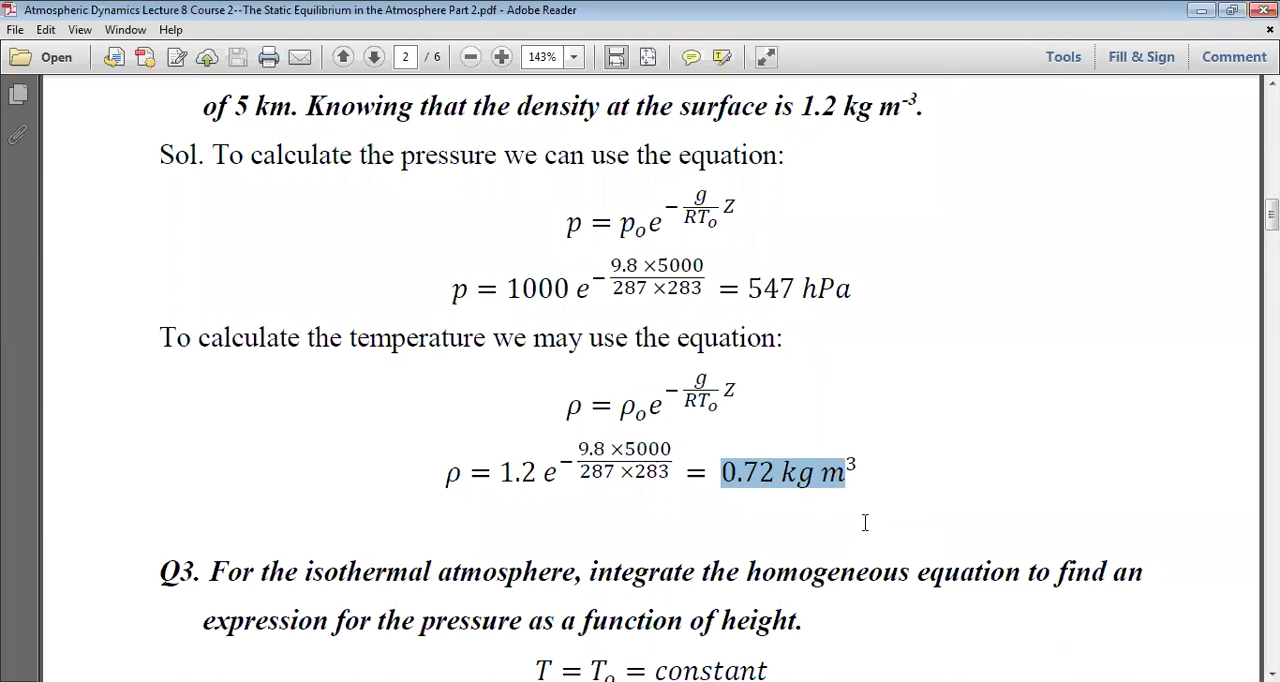 Atmospheric Dynamics Lecture 8 Course 2--The Static Equilibrium in the Atmosphere Part 2.pdf - Adobe Reader
File Edit View Window Help
Open 2 / 6 143% Tools Fill & Sign Comment
of 5 km. Knowing that the density at the surface is 1.2 kg m⁻³.
Sol. To calculate the pressure we can use the equation:
p = pₒe^(−(g/RTₒ)Z)
p = 1000 e^(−(9.8 ×5000)/(287 ×283)) = 547 hPa
To calculate the temperature we may use the equation:
ρ = ρₒe^(−(g/RTₒ)Z)
ρ = 1.2 e^(−(9.8 ×5000)/(287 ×283)) = 0.72 kg m³
Q3. For the isothermal atmosphere, integrate the homogeneous equation to find an
expression for the pressure as a function of height.
T = Tₒ = constant